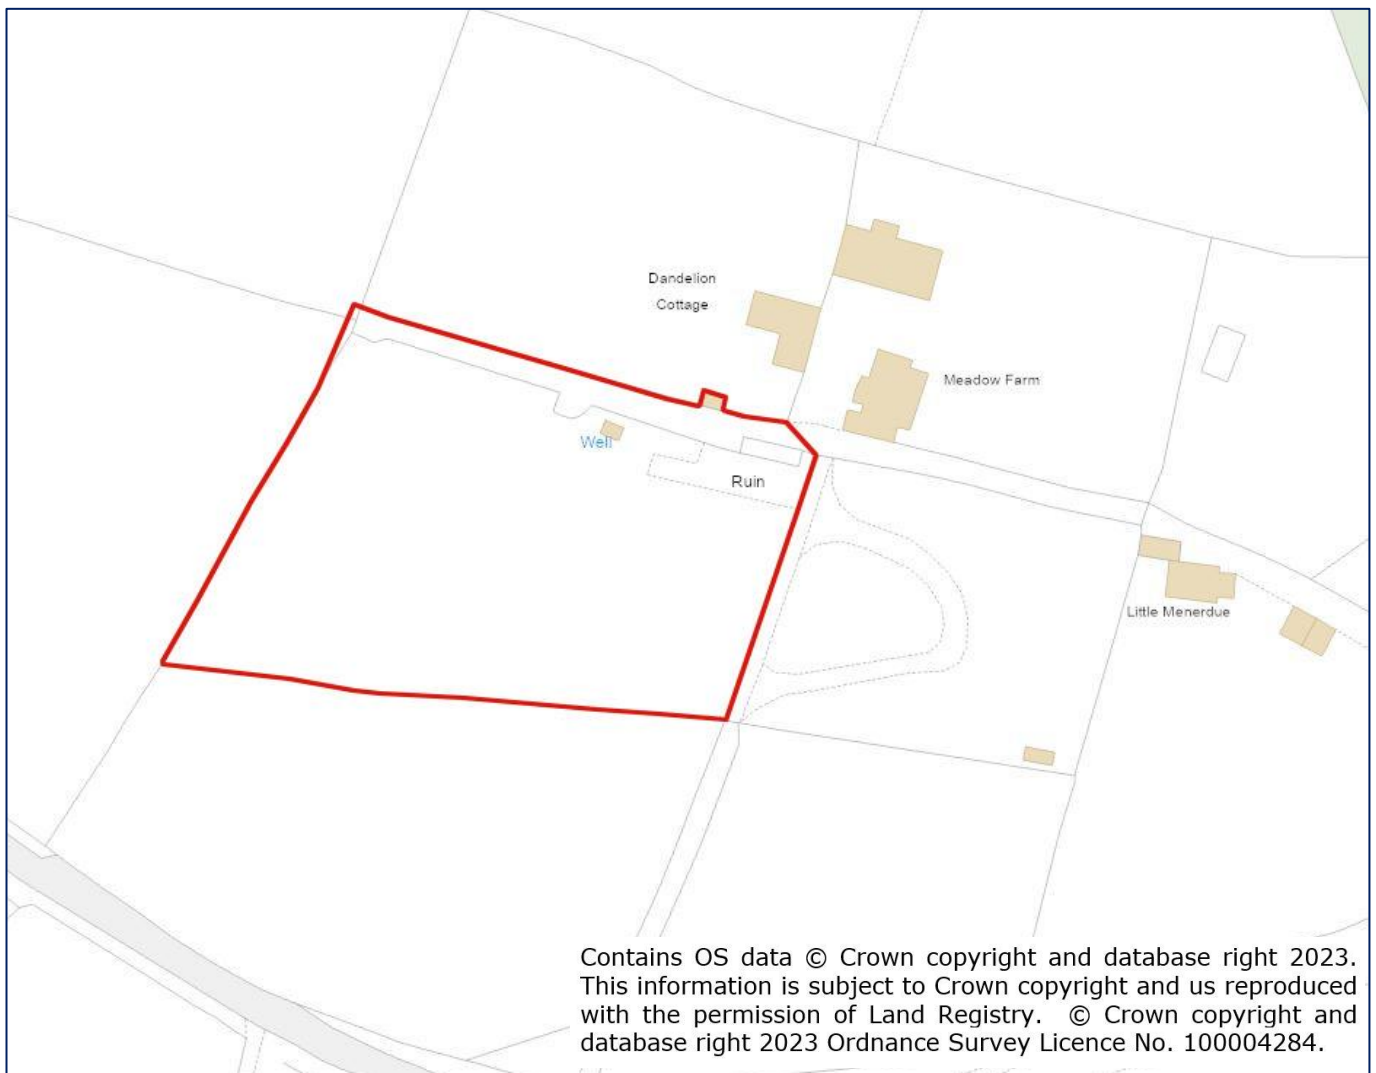 Dandelion
Cottage
Meadow Farm
Well
Ruin
Little Menerdue
Contains OS data © Crown copyright and database right 2023.
This information is subject to Crown copyright and us reproduced
with the permission of Land Registry. © Crown copyright and
database right 2023 Ordnance Survey Licence No. 100004284.